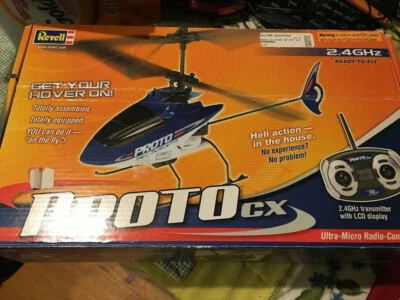 Revell
2.4GHz
READY-TO-FLY
GET YOUR
HOVER ON!
Totally assembled.
Totally equipped.
YOU can do it —
"on the fly"!
PROTO
Heli action —
in the house.
No experience?
No problem!
PROTO CX
2.4GHz transmitter
with LCD display
Ultra-Micro Radio-Con